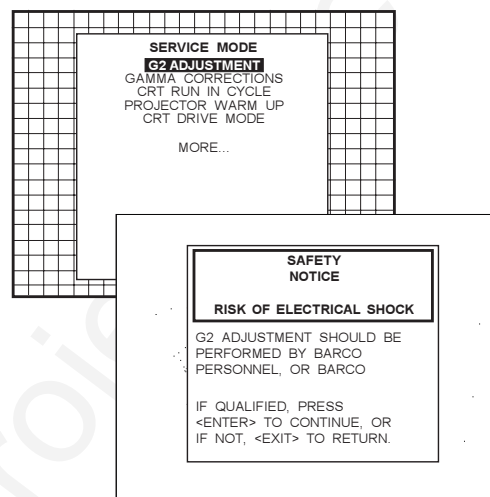 SERVICE MODE
G2 ADJUSTMENT
GAMMA CORRECTIONS
CRT RUN IN CYCLE
PROJECTOR WARM UP
CRT DRIVE MODE
MORE...
SAFETY
NOTICE
RISK OF ELECTRICAL SHOCK
G2 ADJUSTMENT SHOULD BE
PERFORMED BY BARCO
PERSONNEL, OR BARCO
IF QUALIFIED, PRESS
<ENTER> TO CONTINUE, OR
IF NOT, <EXIT> TO RETURN.